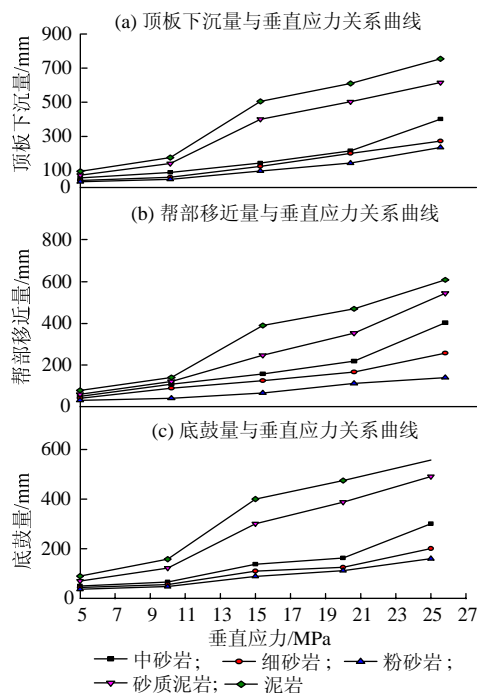 (a) 顶板下沉量与垂直应力关系曲线
900
700
500
300
100
0
顶板下沉量/mm
(b) 帮部移近量与垂直应力关系曲线
800
600
400
200
0
帮部移近量/mm
(c) 底鼓量与垂直应力关系曲线
600
400
200
0
底鼓量/mm
5 7 9 11 13 15 17 19 21 23 25 27
垂直应力/MPa
中砂岩; 细砂岩; 粉砂岩;
砂质泥岩; 泥岩